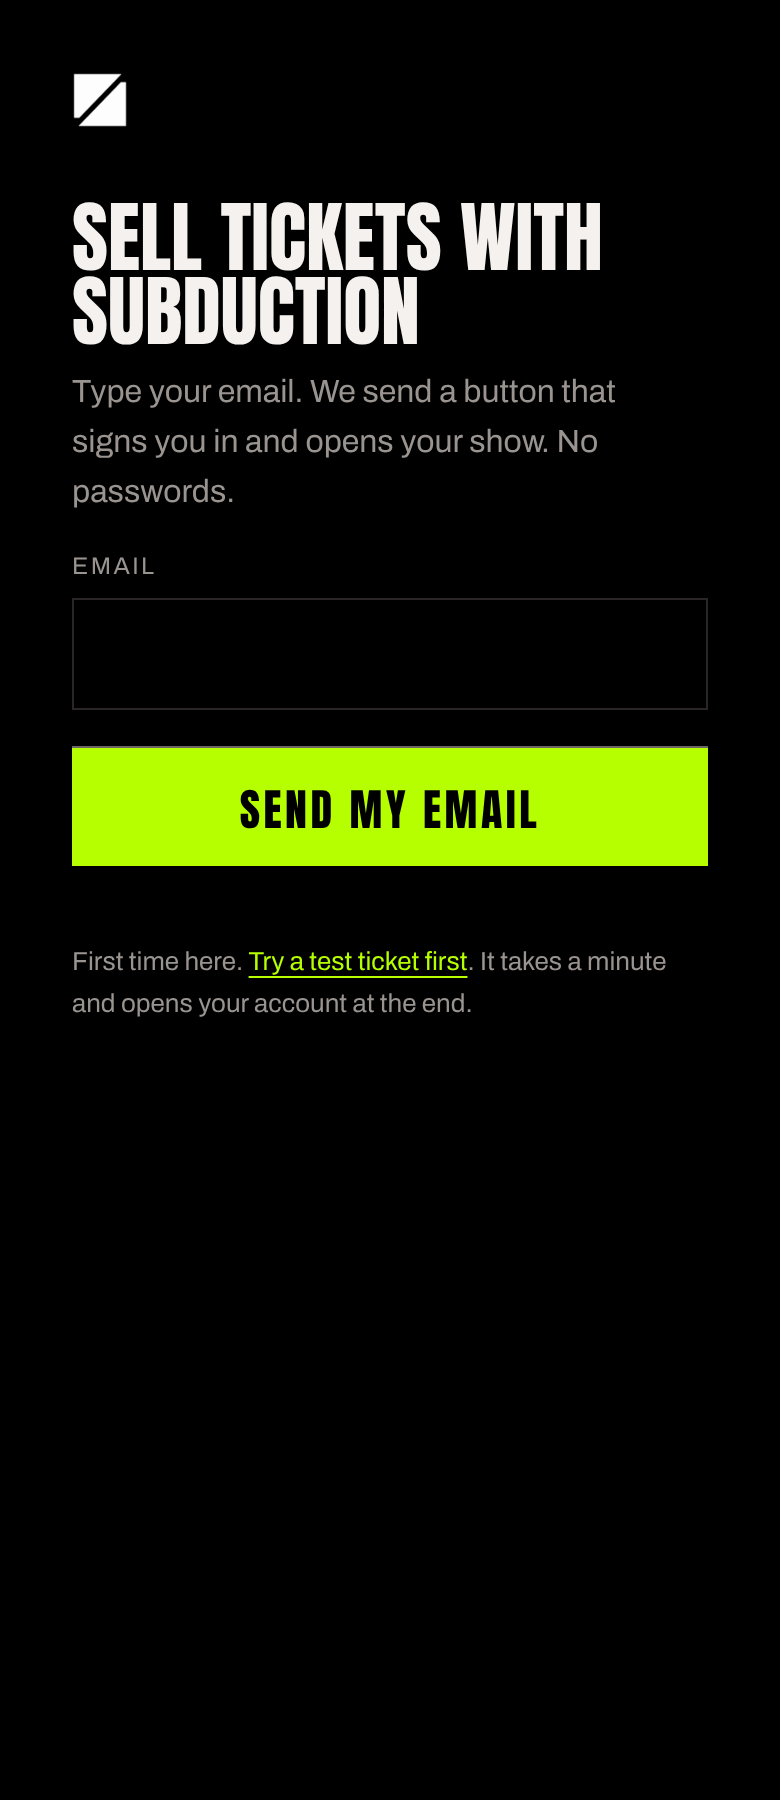 SELL TICKETS WITH
SUBDUCTION
Type your email. We send a button that
signs you in and opens your show. No
passwords.
EMAIL
SEND MY EMAIL
First time here. Try a test ticket first. It takes a minute
and opens your account at the end.